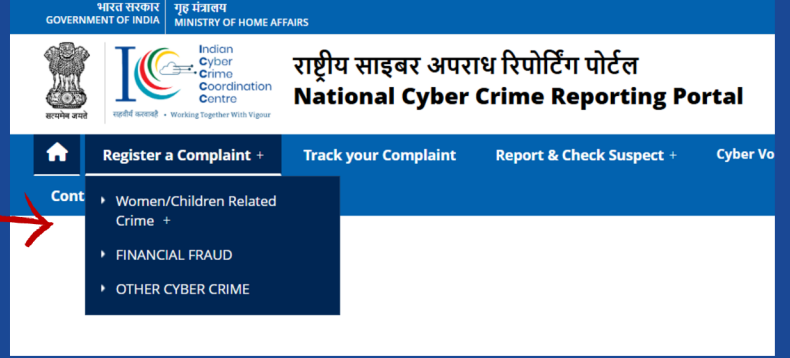 भारत सरकार
GOVERNMENT OF INDIA
गृह मंत्रालय
MINISTRY OF HOME AFFAIRS
सत्यमेव जयते
Indian
Cyber
Crime
Coordination
Centre
• Working Together With Vigour
राष्ट्रीय साइबर अपराध रिपोर्टिंग पोर्टल
National Cyber Crime Reporting Portal
Register a Complaint +
Track your Complaint
Report & Check Suspect +
Cyber Vo
Cont
Women/Children Related
Crime +
FINANCIAL FRAUD
OTHER CYBER CRIME